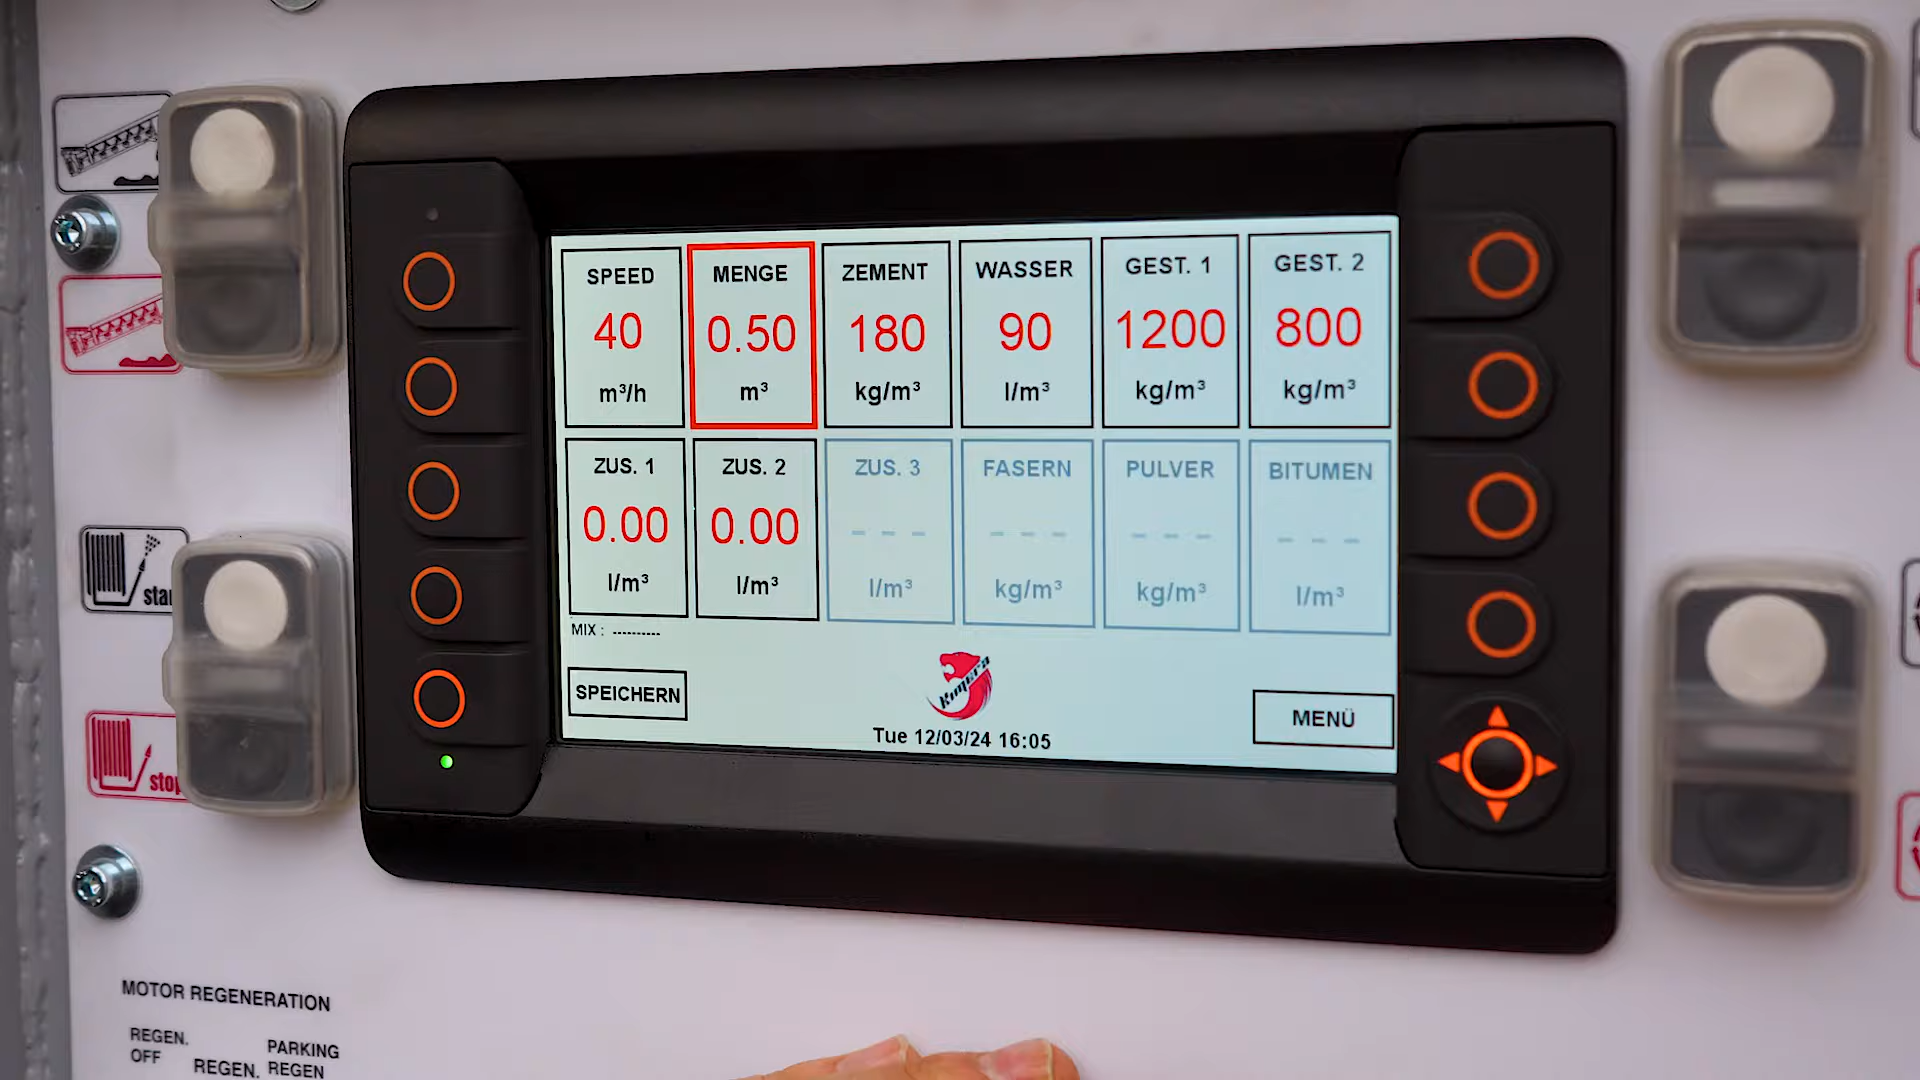 SPEED
40
m³/h
MENGE
0.50
m³
ZEMENT
180
kg/m³
WASSER
90
l/m³
GEST. 1
1200
kg/m³
GEST. 2
800
kg/m³
ZUS. 1
0.00
l/m³
ZUS. 2
0.00
l/m³
ZUS. 3
- - -
l/m³
FASERN
- - -
kg/m³
PULVER
- - -
kg/m³
BITUMEN
- - -
l/m³
MIX : ----------
SPEICHERN
Kimera
Tue 12/03/24 16:05
MENÜ
MOTOR REGENERATION
REGEN. OFF
REGEN.
PARKING REGEN